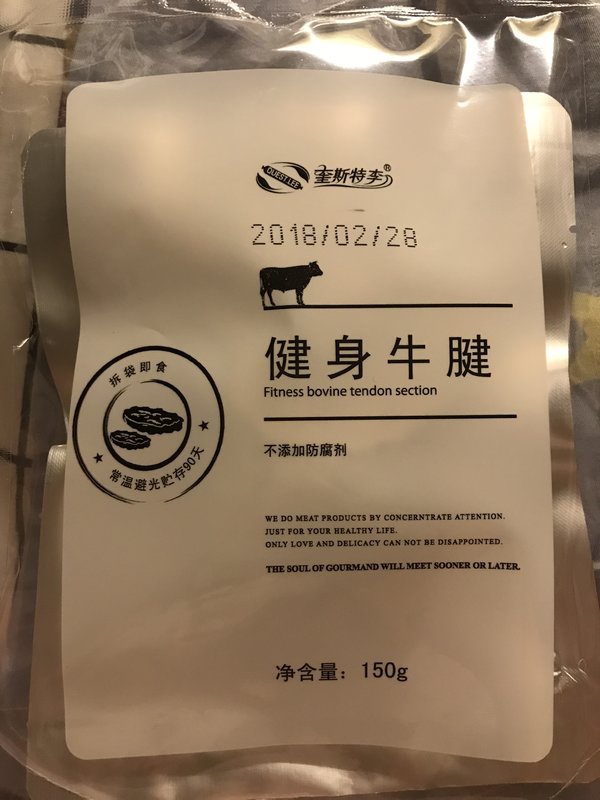 QUEST LEE
奎斯特李®
2018/02/28
健身牛腱
Fitness bovine tendon section
拆袋即食
常温避光贮存90天
不添加防腐剂
WE DO MEAT PRODUCTS BY CONCERNTRATE ATTENTION.
JUST FOR YOUR HEALTHY LIFE.
ONLY LOVE AND DELICACY CAN NOT BE DISAPPOINTED.
THE SOUL OF GOURMAND WILL MEET SOONER OR LATER.
净含量：150g